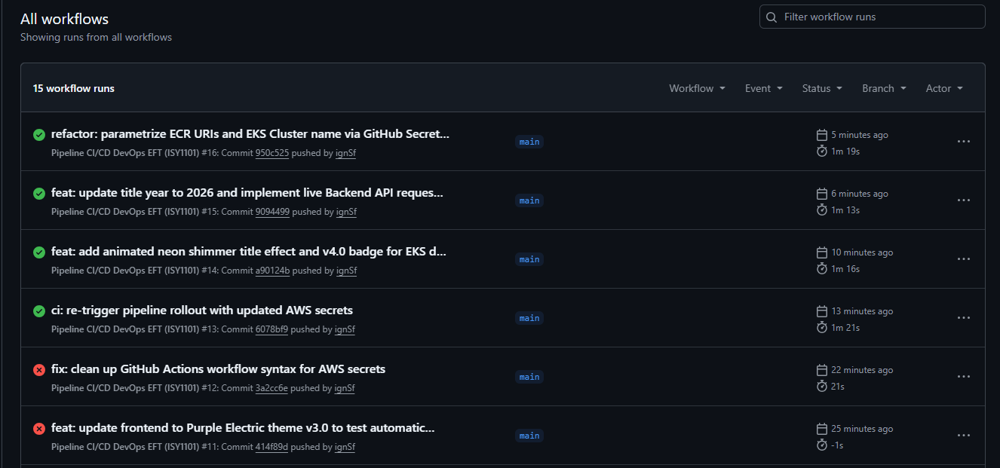 All workflows
Filter workflow runs
Showing runs from all workflows
15 workflow runs
Workflow
Event
Status
Branch
Actor
refactor: parametrize ECR URIs and EKS Cluster name via GitHub Secret...
main
5 minutes ago
Pipeline CI/CD DevOps EFT (ISY1101) #16: Commit 950c525 pushed by ignSf
1m 19s
feat: update title year to 2026 and implement live Backend API reques...
main
6 minutes ago
Pipeline CI/CD DevOps EFT (ISY1101) #15: Commit 9094499 pushed by ignSf
1m 13s
feat: add animated neon shimmer title effect and v4.0 badge for EKS d...
main
10 minutes ago
Pipeline CI/CD DevOps EFT (ISY1101) #14: Commit a90124b pushed by ignSf
1m 16s
ci: re-trigger pipeline rollout with updated AWS secrets
main
13 minutes ago
Pipeline CI/CD DevOps EFT (ISY1101) #13: Commit 6078bf9 pushed by ignSf
1m 21s
fix: clean up GitHub Actions workflow syntax for AWS secrets
main
22 minutes ago
Pipeline CI/CD DevOps EFT (ISY1101) #12: Commit 3a2cc6e pushed by ignSf
21s
feat: update frontend to Purple Electric theme v3.0 to test automatic...
main
25 minutes ago
Pipeline CI/CD DevOps EFT (ISY1101) #11: Commit 414f89d pushed by ignSf
-1s